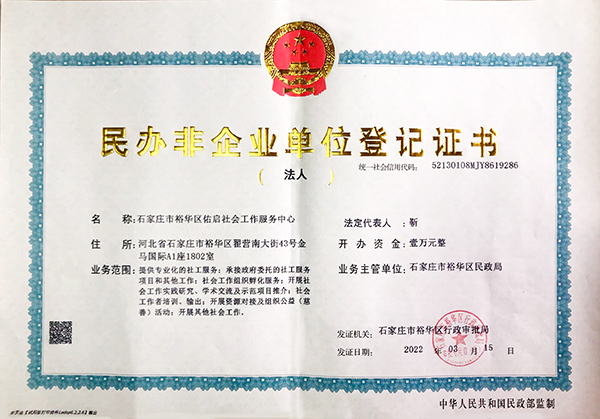 民办非企业单位登记证书
(法人)
统一社会信用代码: 52130108MJY8619286
名称: 石家庄市裕华区佑启社会工作服务中心
住所: 河北省石家庄市裕华区翟营南大街43号金
马国际A1座1802室
业务范围: 提供专业化的社工服务; 承接政府委托的社工服务
项目和其他工作; 社会工作组织孵化服务; 开展社
会工作实践研究、学术交流及示范项目推介; 社会
工作者培训、输出; 开展资源对接及组织公益(慈
善)活动; 开展其他社会工作。
法定代表人: 靳
开办资金: 壹万元整
业务主管单位: 石家庄市裕华区民政局
发证机关: 石家庄市裕华区行政审批局
发证日期: 2022 年 03 月 15 日
中华人民共和国民政部监制